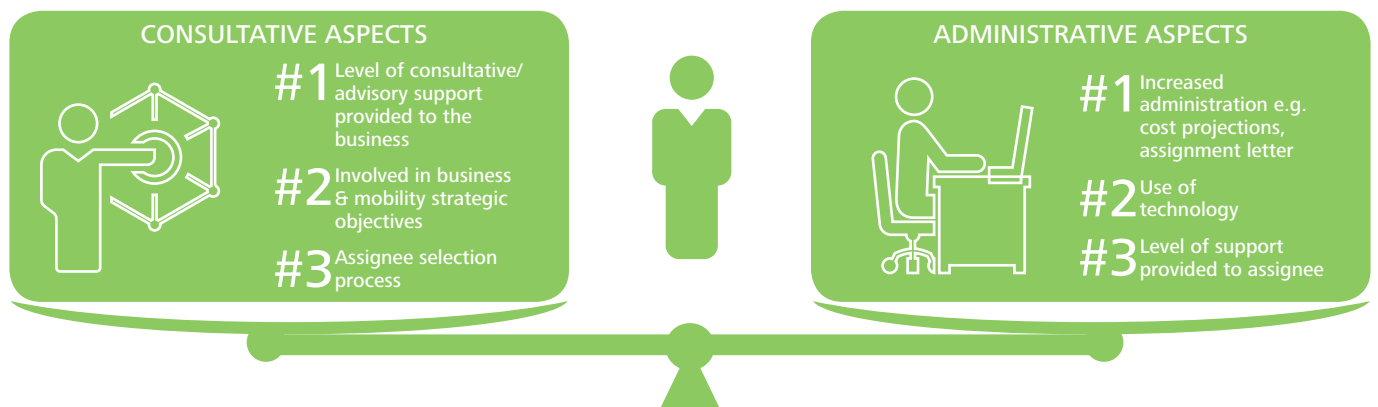 CONSULTATIVE ASPECTS
#1 Level of consultative/
advisory support
provided to the
business
#2 Involved in business
& mobility strategic
objectives
#3 Assignee selection
process
ADMINISTRATIVE ASPECTS
#1 Increased
administration e.g.
cost projections,
assignment letter
#2 Use of
technology
#3 Level of support
provided to assignee